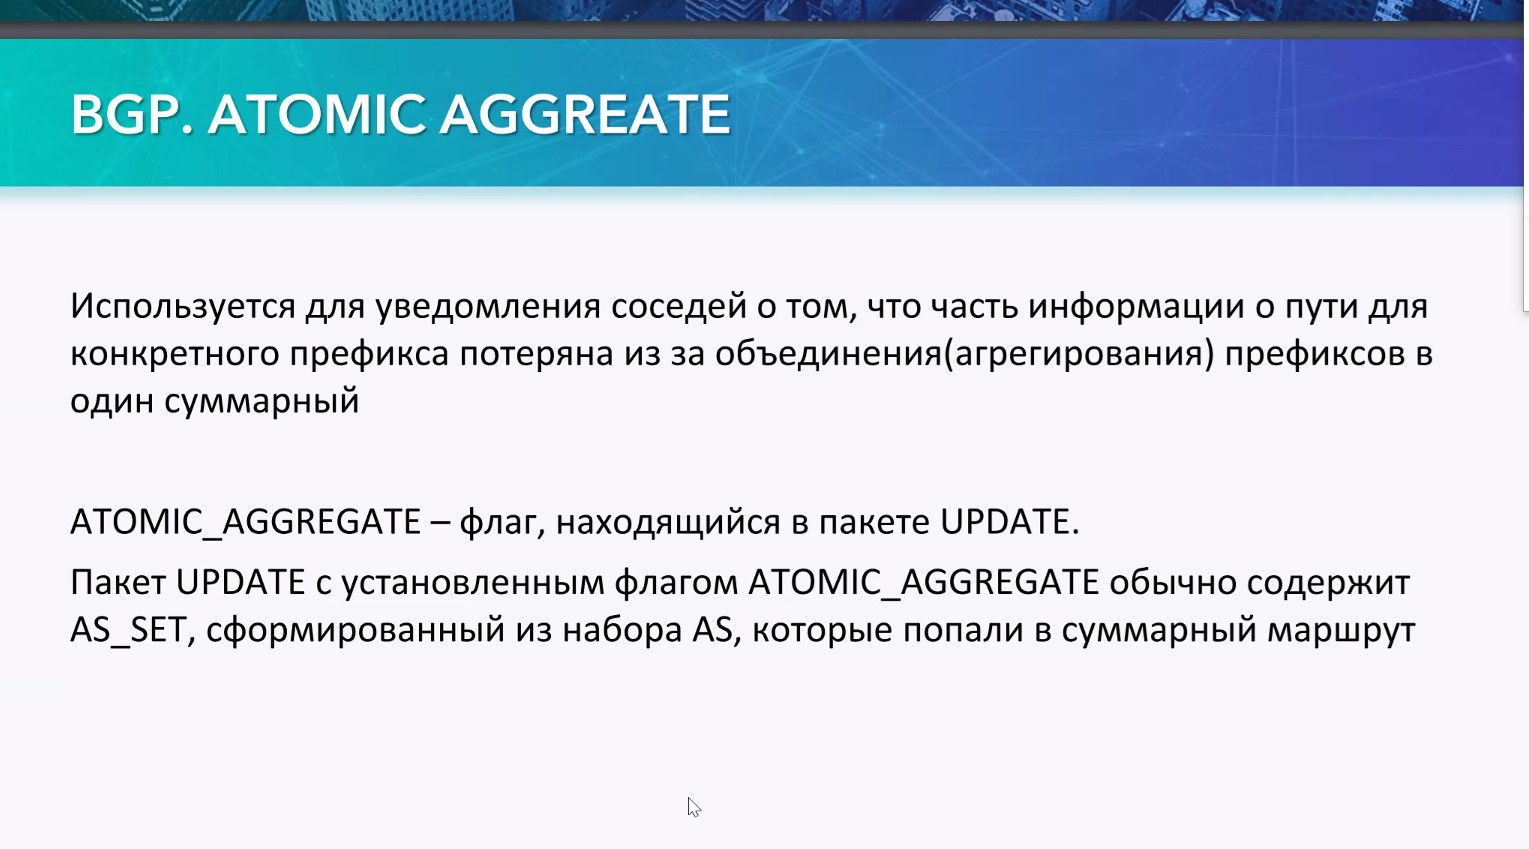 BGP. ATOMIC AGGREATE
Используется для уведомления соседей о том, что часть информации о пути для
конкретного префикса потеряна из за объединения(агрегирования) префиксов в
один суммарный
ATOMIC_AGGREGATE – флаг, находящийся в пакете UPDATE.
Пакет UPDATE с установленным флагом ATOMIC_AGGREGATE обычно содержит
AS_SET, сформированный из набора AS, которые попали в суммарный маршрут